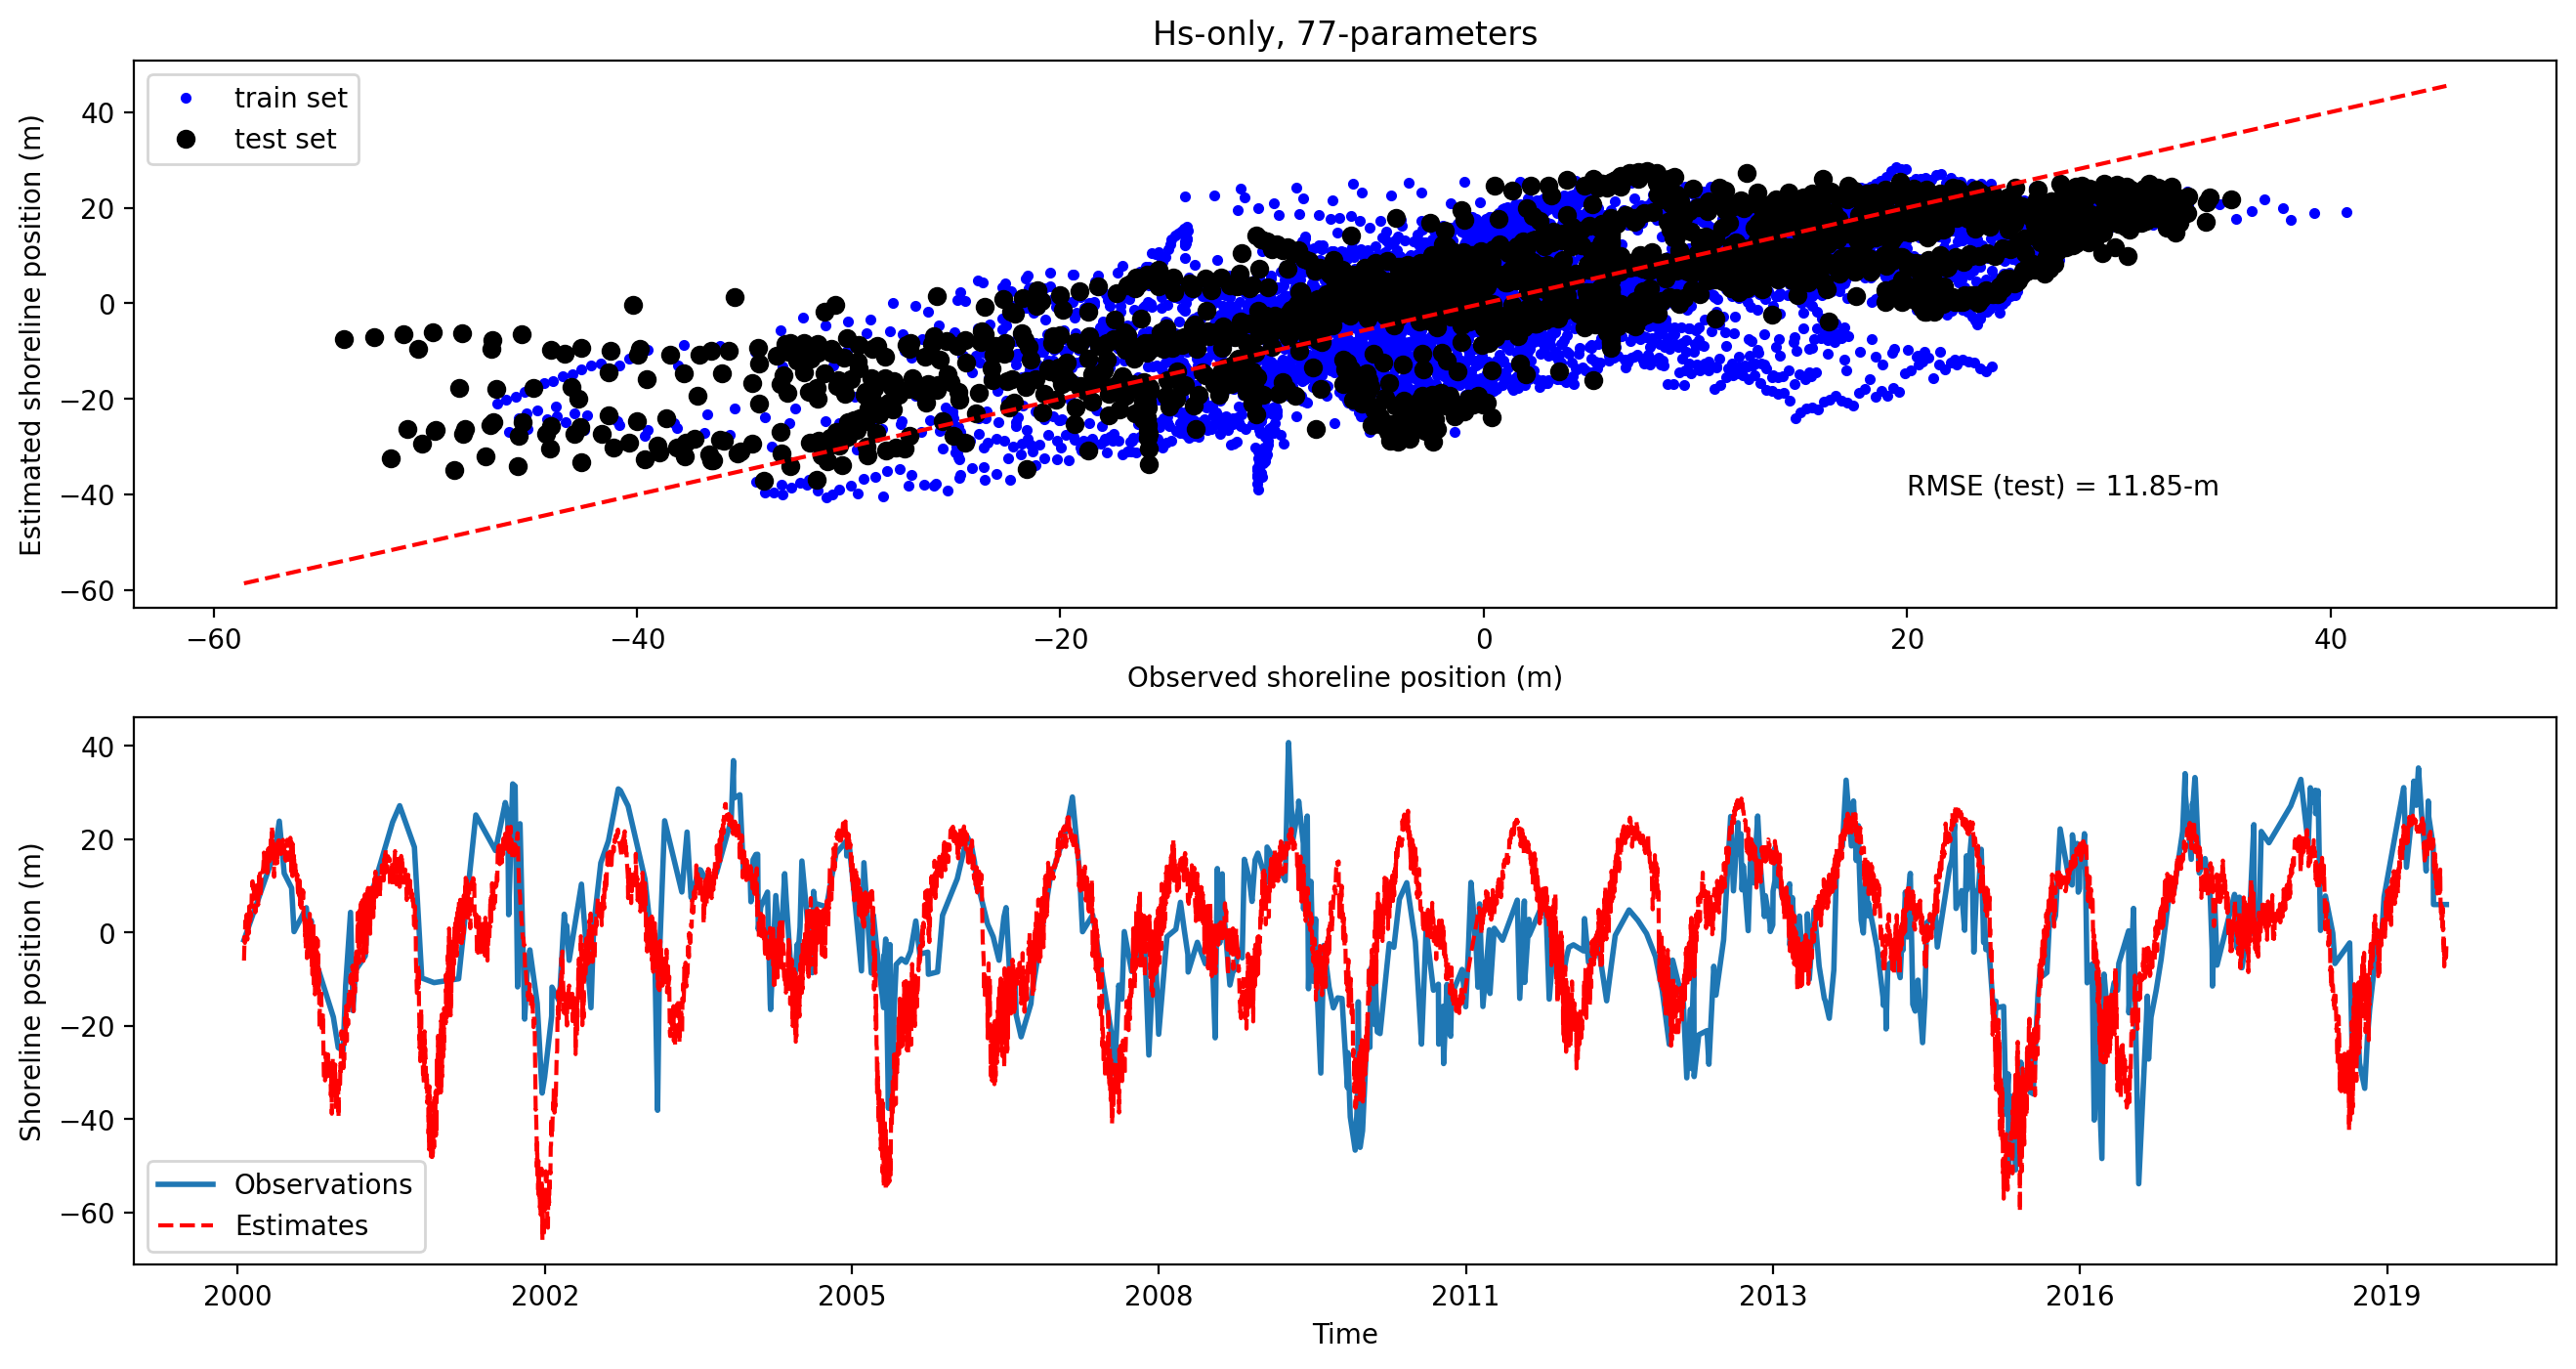 Hs-only, 77-parameters
train set
test set
Estimated shoreline position (m)
40
20
0
−20
−40
−60
RMSE (test) = 11.85-m
−60 −40 −20 0 20 40
Observed shoreline position (m)
Shoreline position (m)
40
20
0
−20
−40
−60
Observations
Estimates
2000 2002 2005 2008 2011 2013 2016 2019
Time